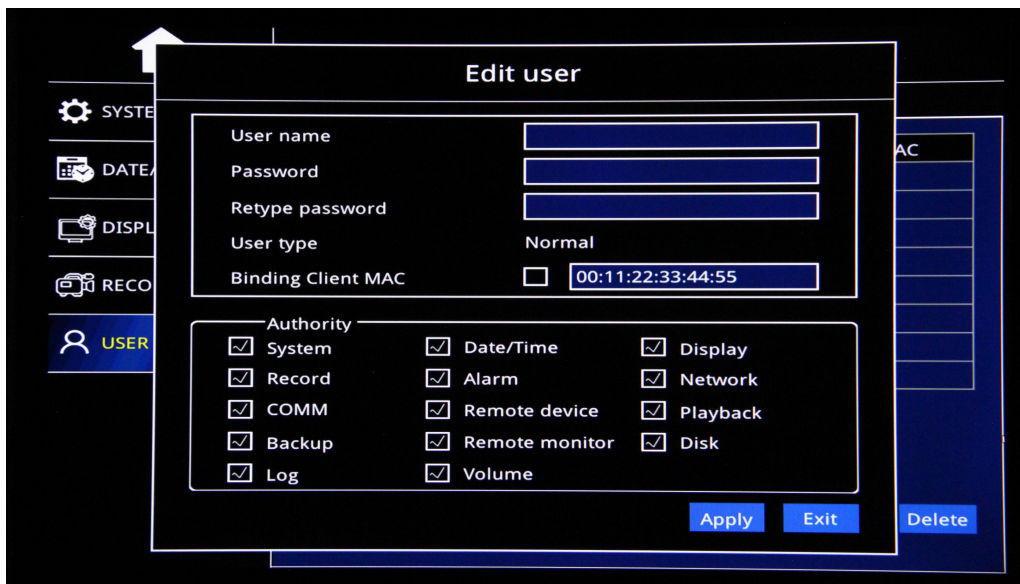 Edit user
SYSTE
DATE/
DISPL
RECO
USER
MAC
User name
Password
Retype password
User type Normal
Binding Client MAC 00:11:22:33:44:55
Authority
System Date/Time Display
Record Alarm Network
COMM Remote device Playback
Backup Remote monitor Disk
Log Volume
Apply Exit Delete